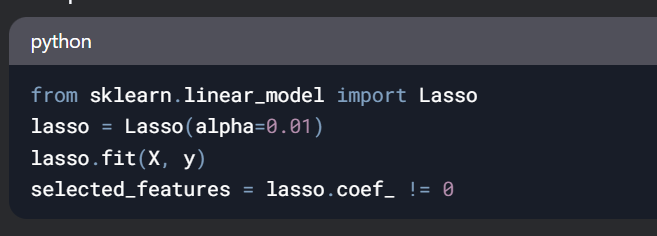 python
from sklearn.linear_model import Lasso
lasso = Lasso(alpha=0.01)
lasso.fit(X, y)
selected_features = lasso.coef_ != 0